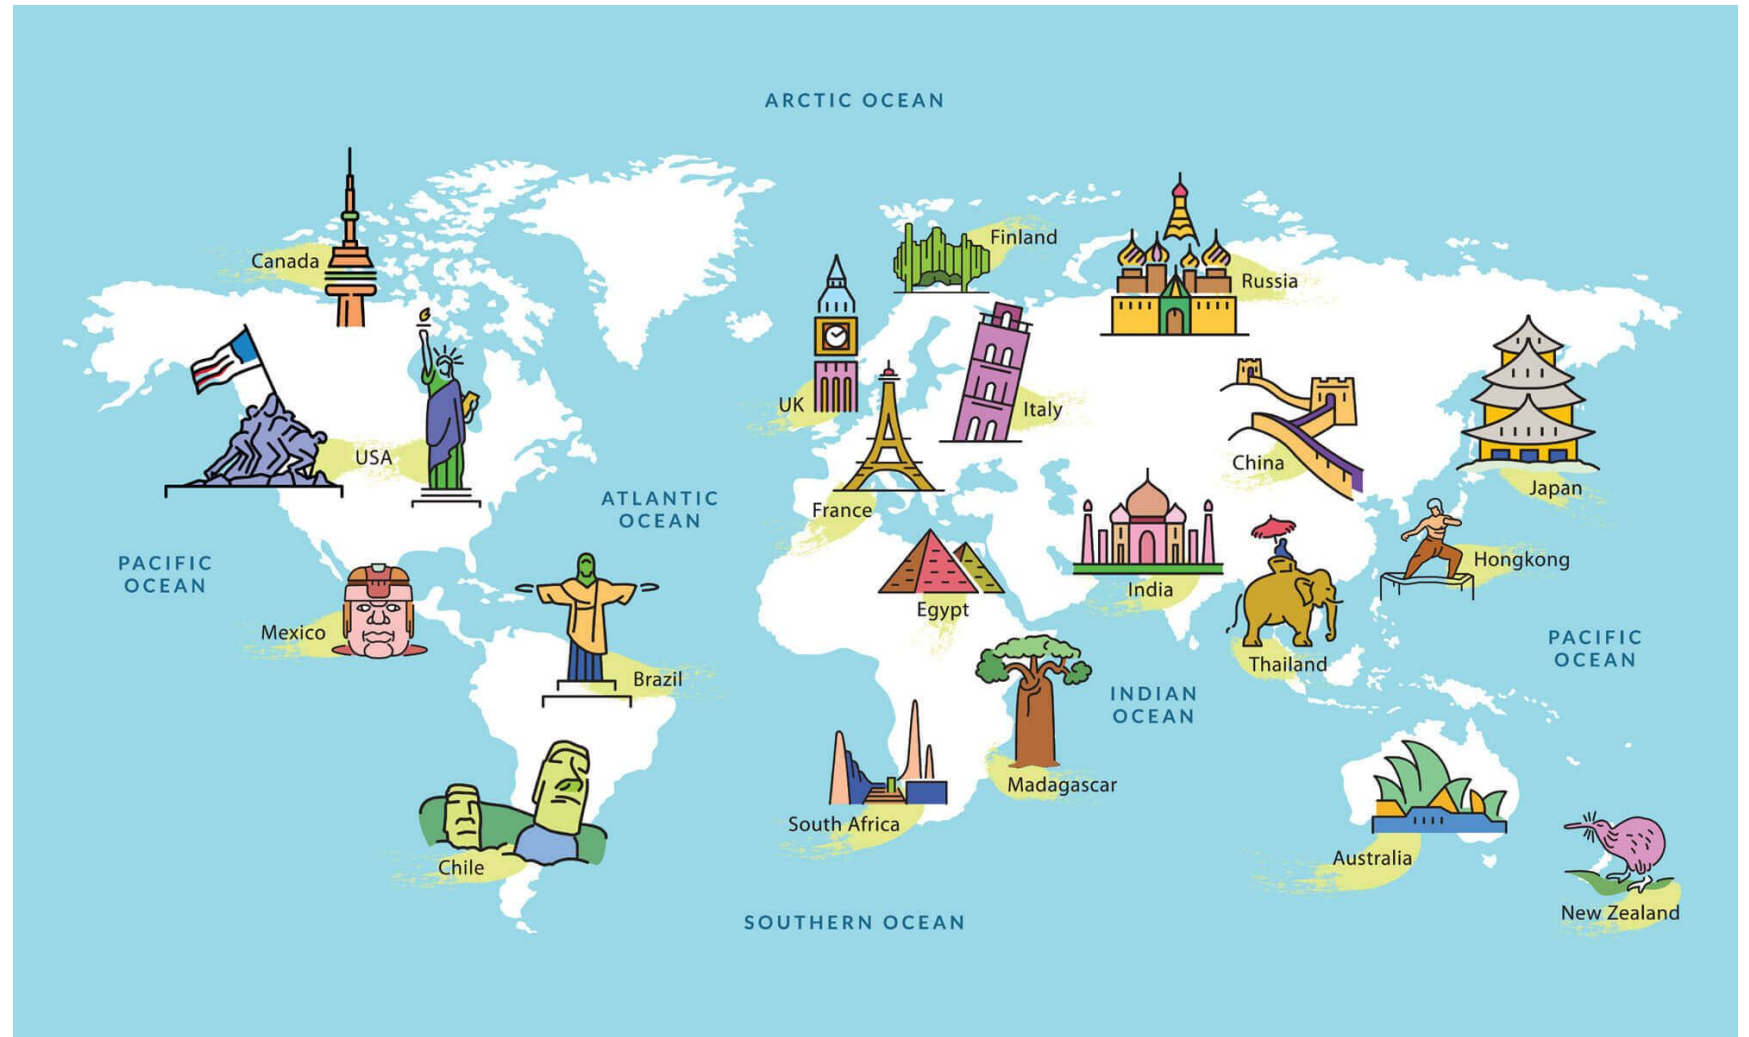 ARCTIC OCEAN
Canada
Finland
Russia
UK
Italy
USA
China
Japan
ATLANTIC
OCEAN
France
PACIFIC
OCEAN
Hongkong
India
Egypt
Mexico
PACIFIC
OCEAN
Thailand
Brazil
INDIAN
OCEAN
Madagascar
South Africa
Australia
Chile
New Zealand
SOUTHERN OCEAN